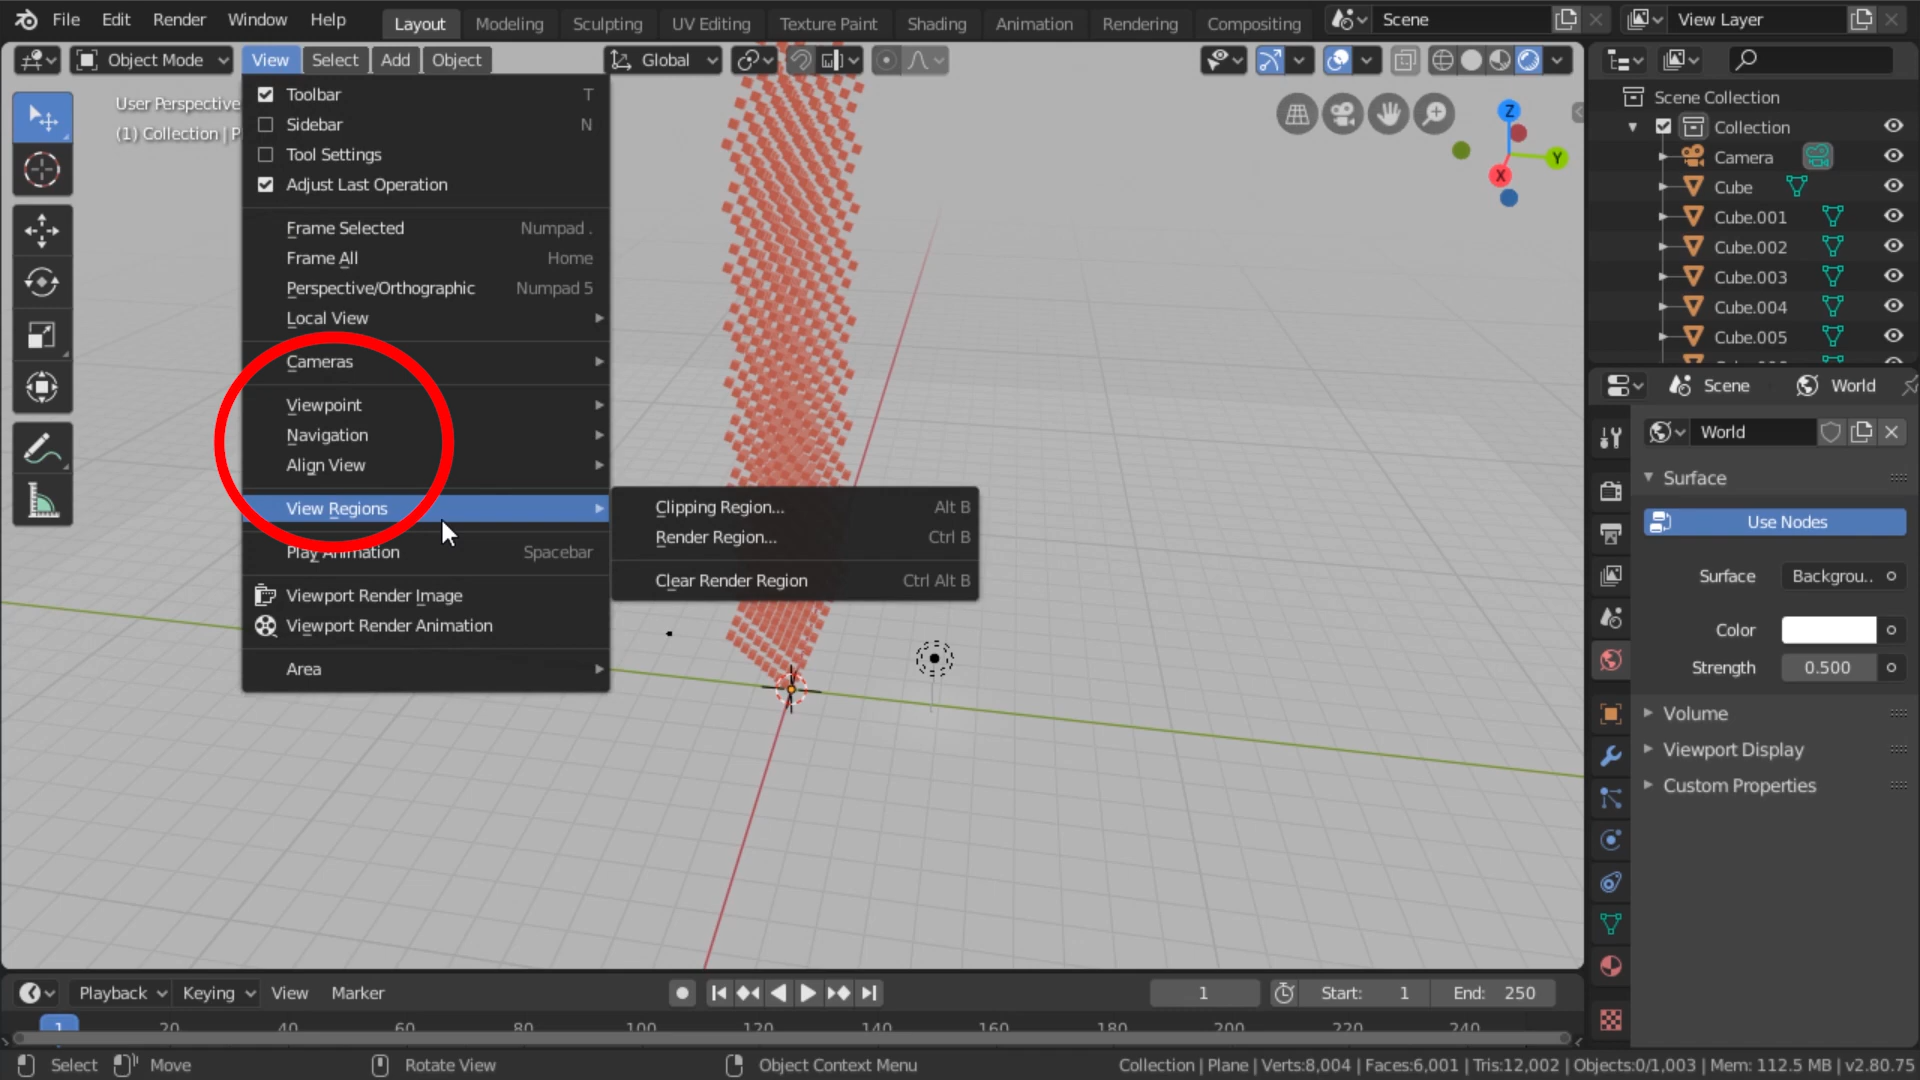 File Edit Render Window Help Layout Modeling Sculpting UV Editing Texture Paint Shading Animation Rendering Compositing Scene View Layer
Object Mode View Select Add Object Global
User Perspective
(1) Collection | P
Toolbar T
Sidebar N
Tool Settings
Adjust Last Operation
Frame Selected Numpad .
Frame All Home
Perspective/Orthographic Numpad 5
Local View
Cameras
Viewpoint
Navigation
Align View
View Regions
Play Animation Spacebar
Viewport Render Image
Viewport Render Animation
Area
Clipping Region... Alt B
Render Region... Ctrl B
Clear Render Region Ctrl Alt B
Z
Y
X
Scene Collection
Collection
Camera
Cube
Cube.001
Cube.002
Cube.003
Cube.004
Cube.005
Scene World
World
Surface
Use Nodes
Surface Backgrou..
Color
Strength 0.500
Volume
Viewport Display
Custom Properties
Playback Keying View Marker 1 Start: 1 End: 250
1 20 40 60 80 100 120 140 160 180 200 220 240
Select Move Rotate View Object Context Menu Collection | Plane | Verts:8,004 | Faces:6,001 | Tris:12,002 | Objects:0/1,003 | Mem: 112.5 MB | v2.80.75